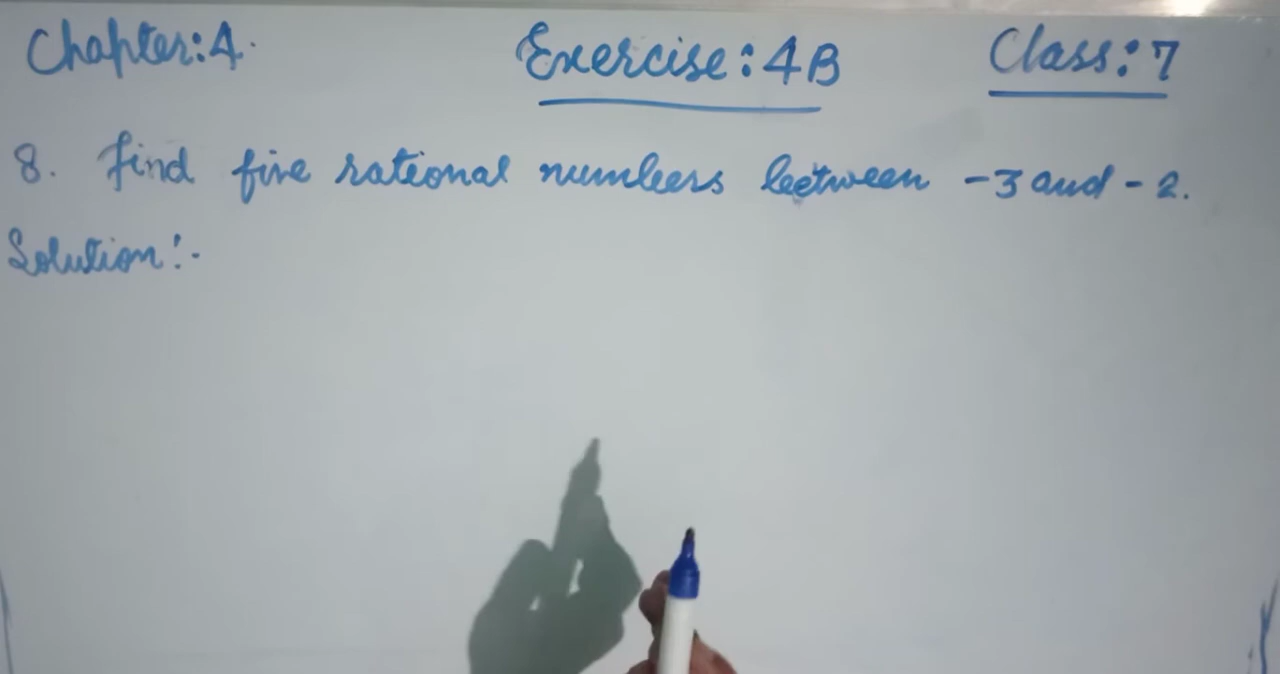 Chapter:4.
Exercise:4B
Class:7
8. find five rational numbers between -3 and -2.
Solution:-